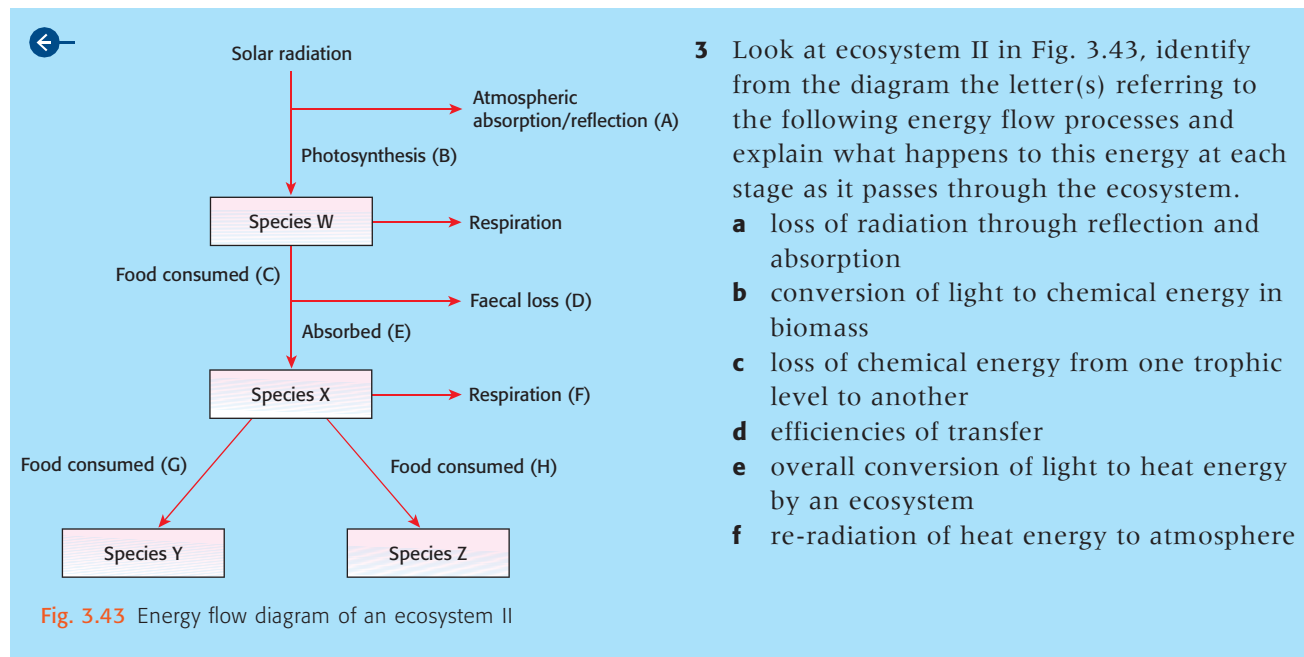 Solar radiation
Atmospheric
absorption/reflection (A)
Photosynthesis (B)
Species W
Respiration
Food consumed (C)
Faecal loss (D)
Absorbed (E)
Species X
Respiration (F)
Food consumed (G)
Food consumed (H)
Species Y
Species Z
Fig. 3.43 Energy flow diagram of an ecosystem II
3 Look at ecosystem II in Fig. 3.43, identify
from the diagram the letter(s) referring to
the following energy flow processes and
explain what happens to this energy at each
stage as it passes through the ecosystem.
a loss of radiation through reflection and
absorption
b conversion of light to chemical energy in
biomass
c loss of chemical energy from one trophic
level to another
d efficiencies of transfer
e overall conversion of light to heat energy
by an ecosystem
f re-radiation of heat energy to atmosphere